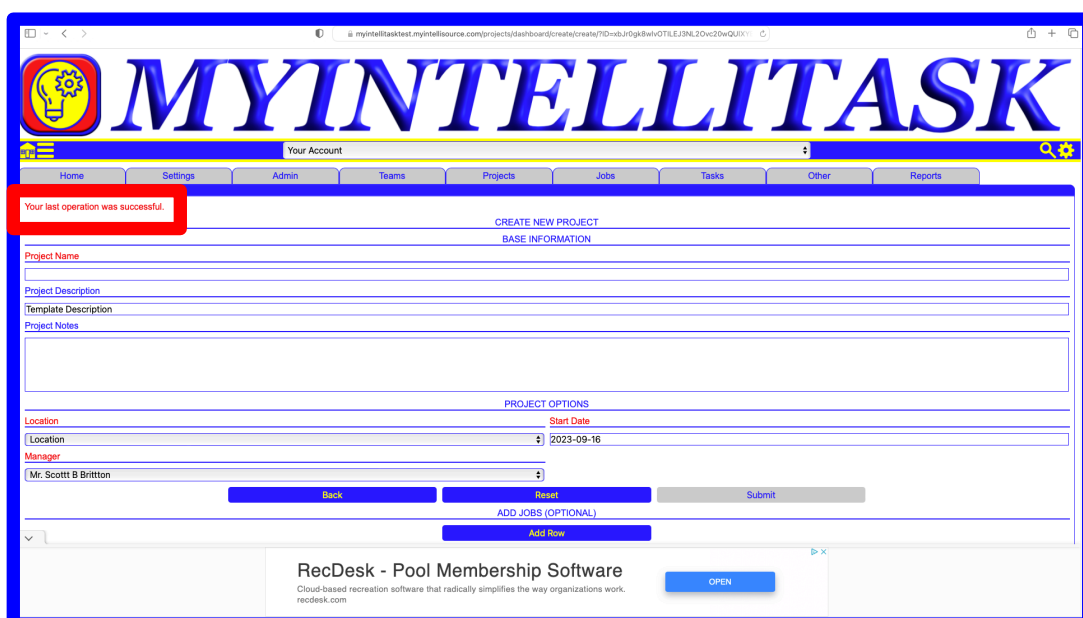 myintellitasktest.myintellisource.com/projects/dashboard/create/create/?ID=xbJr0gk8wIvOTILEJ3NL2Ovc20wQUIXY
MYINTELLITASK
Your Account
Home Settings Admin Teams Projects Jobs Tasks Other Reports
Your last operation was successful.
CREATE NEW PROJECT
BASE INFORMATION
Project Name
Project Description
Template Description
Project Notes
PROJECT OPTIONS
Location Start Date
Location 2023-09-16
Manager
Mr. Scottt B Brittton
Back Reset Submit
ADD JOBS (OPTIONAL)
Add Row
RecDesk - Pool Membership Software
Cloud-based recreation software that radically simplifies the way organizations work.
recdesk.com
OPEN